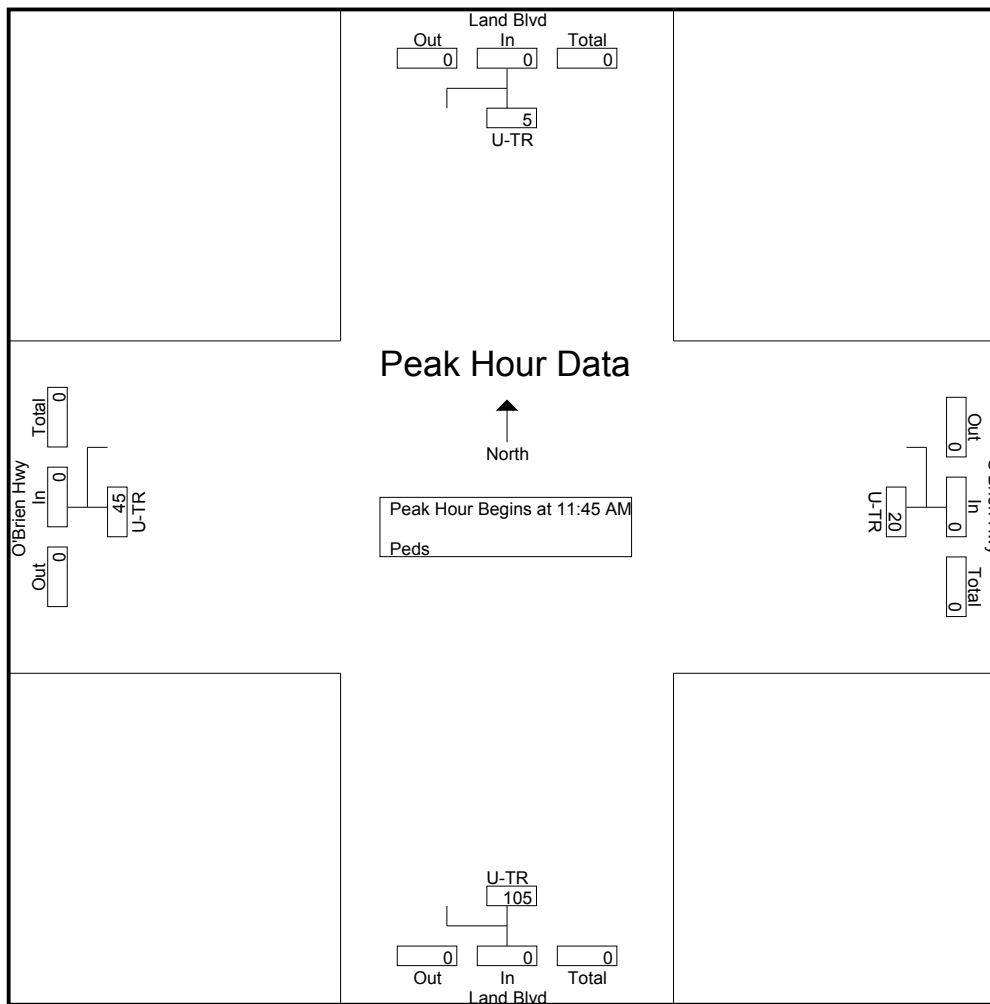 Land Blvd
Out In Total
0 0 0
5
U-TR
Peak Hour Data
North
Peak Hour Begins at 11:45 AM
Peds
O'Brien Hwy
Total In Out
0 0 0
45
U-TR
Out In Total
0 0 0
20
U-TR
U-TR
105
0 0 0
Out In Total
Land Blvd